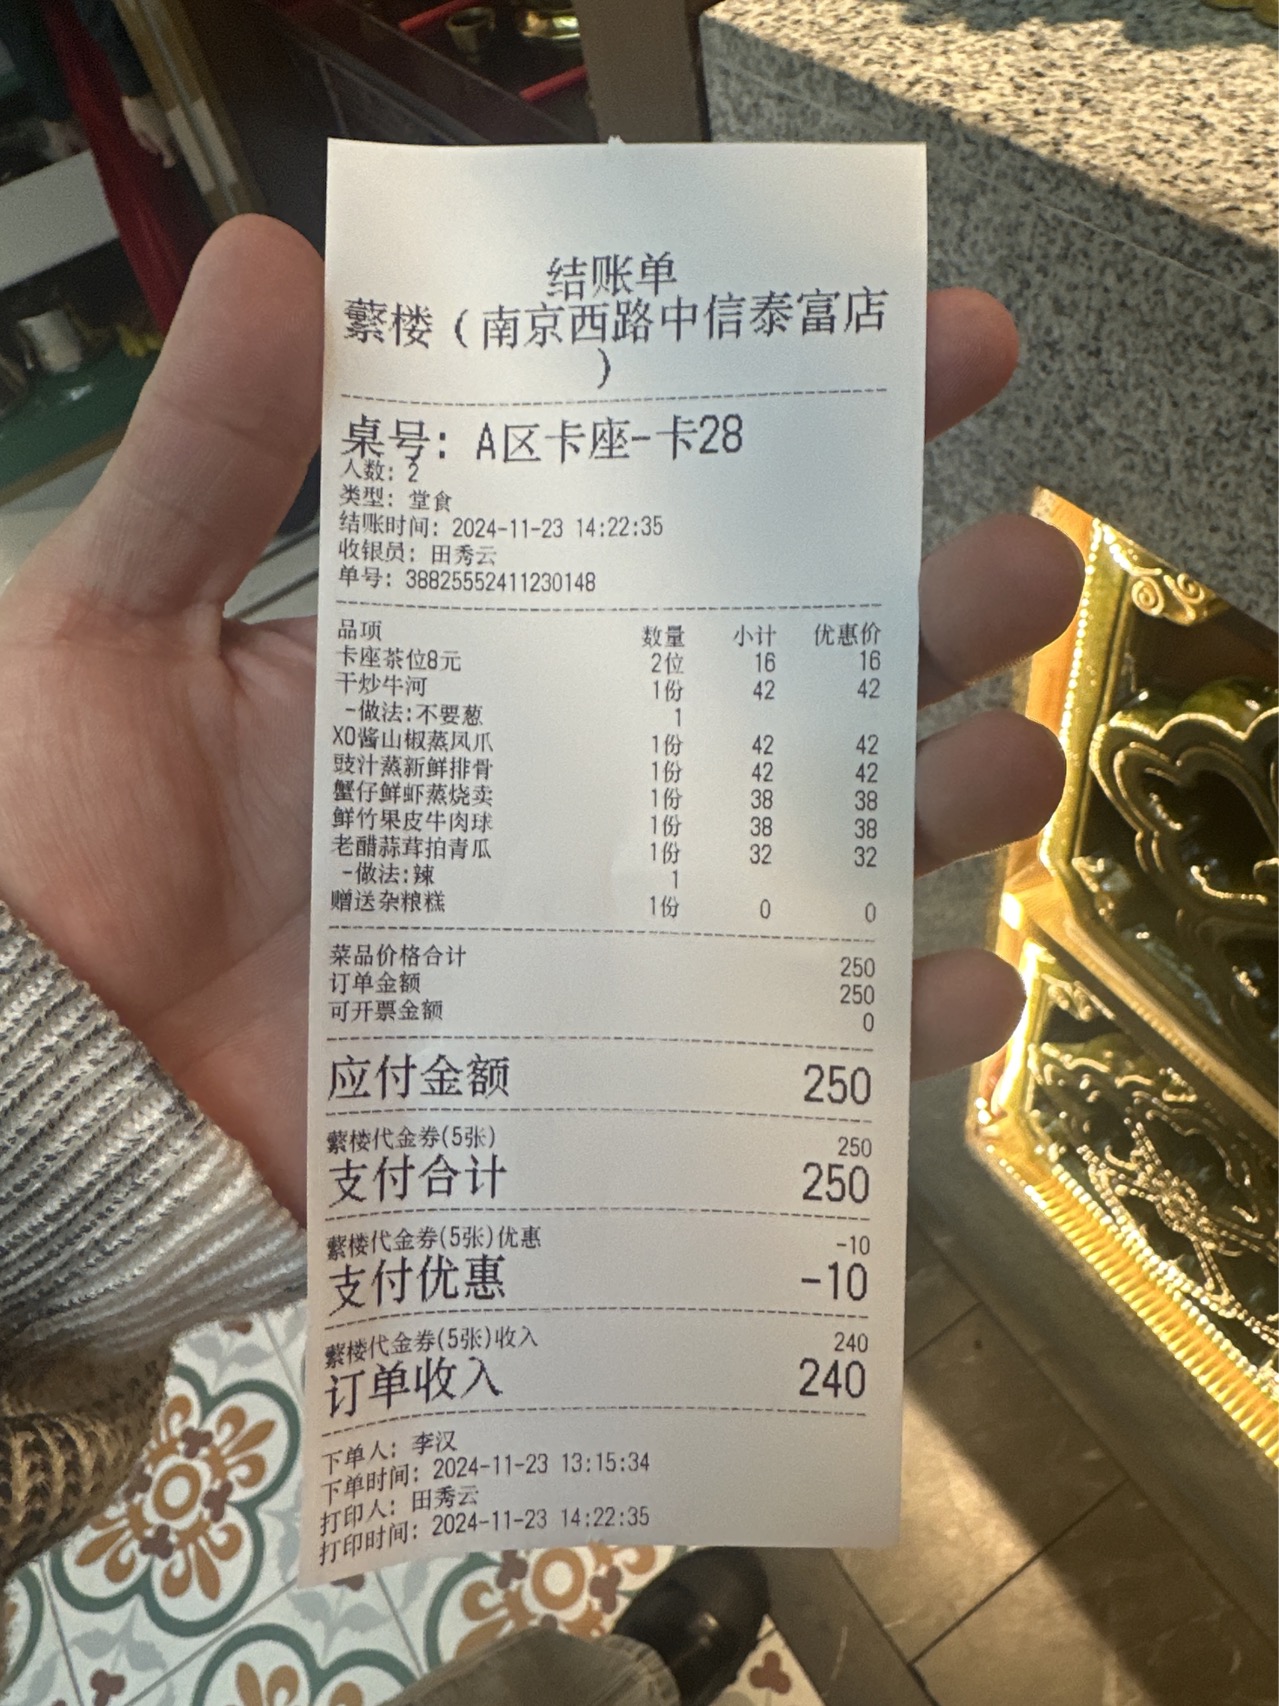 结账单
蘩楼（南京西路中信泰富店
）
桌号: A区卡座-卡28
人数: 2
类型: 堂食
结账时间: 2024-11-23 14:22:35
收银员: 田秀云
单号: 38825552411230148
品项 数量 小计 优惠价
卡座茶位8元 2位 16 16
干炒牛河 1份 42 42
-做法:不要葱 1
XO酱山椒蒸凤爪 1份 42 42
豉汁蒸新鲜排骨 1份 42 42
蟹仔鲜虾蒸烧卖 1份 38 38
鲜竹果皮牛肉球 1份 38 38
老醋蒜茸拍青瓜 1份 32 32
-做法:辣 1
赠送杂粮糕 1份 0 0
菜品价格合计 250
订单金额 250
可开票金额 0
应付金额 250
蘩楼代金券(5张) 250
支付合计 250
蘩楼代金券(5张)优惠 -10
支付优惠 -10
蘩楼代金券(5张)收入 240
订单收入 240
下单人: 李汉
下单时间: 2024-11-23 13:15:34
打印人: 田秀云
打印时间: 2024-11-23 14:22:35